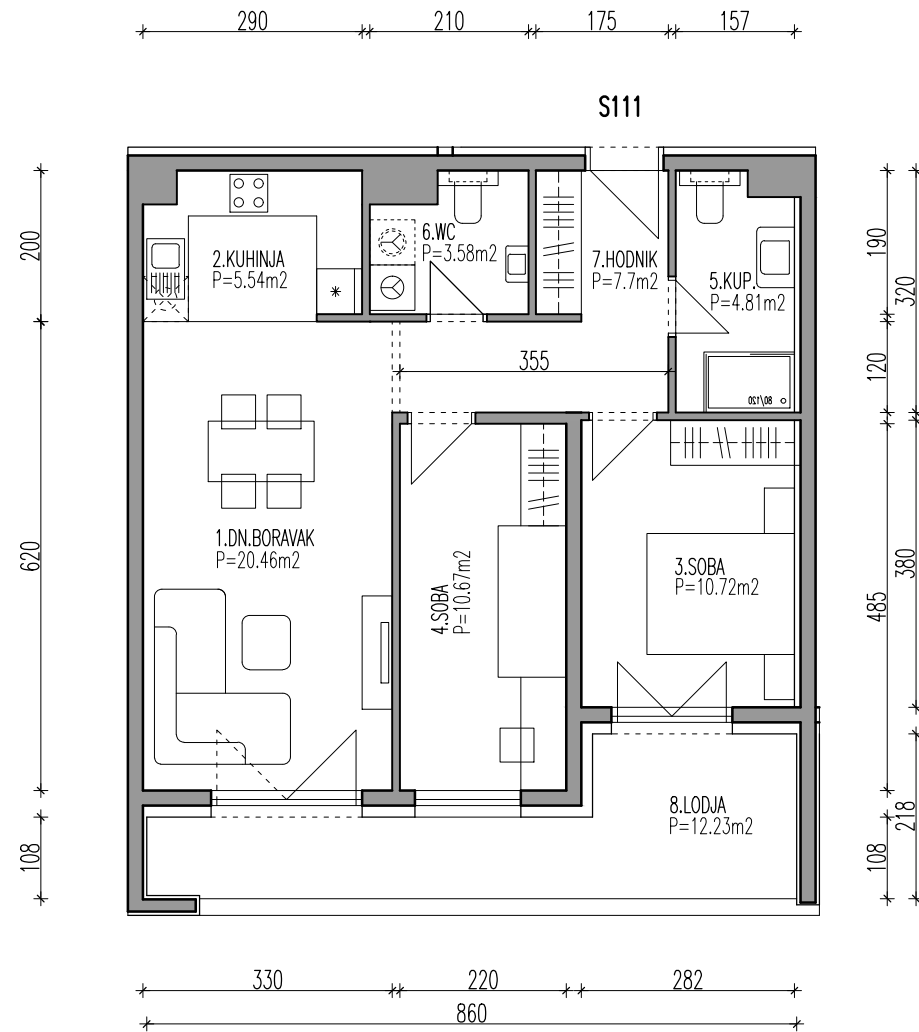 290
210
175
157
S111
200
190
320
2.KUHINJA
P=5.54m2
6.WC
P=3.58m2
7.HODNIK
P=7.7m2
5.KUP.
P=4.81m2
355
120
80/120
620
1.DN.BORAVAK
P=20.46m2
4.SOBA
P=10.67m2
3.SOBA
P=10.72m2
485
380
8.LODJA
P=12.23m2
108
108
218
330
220
282
860